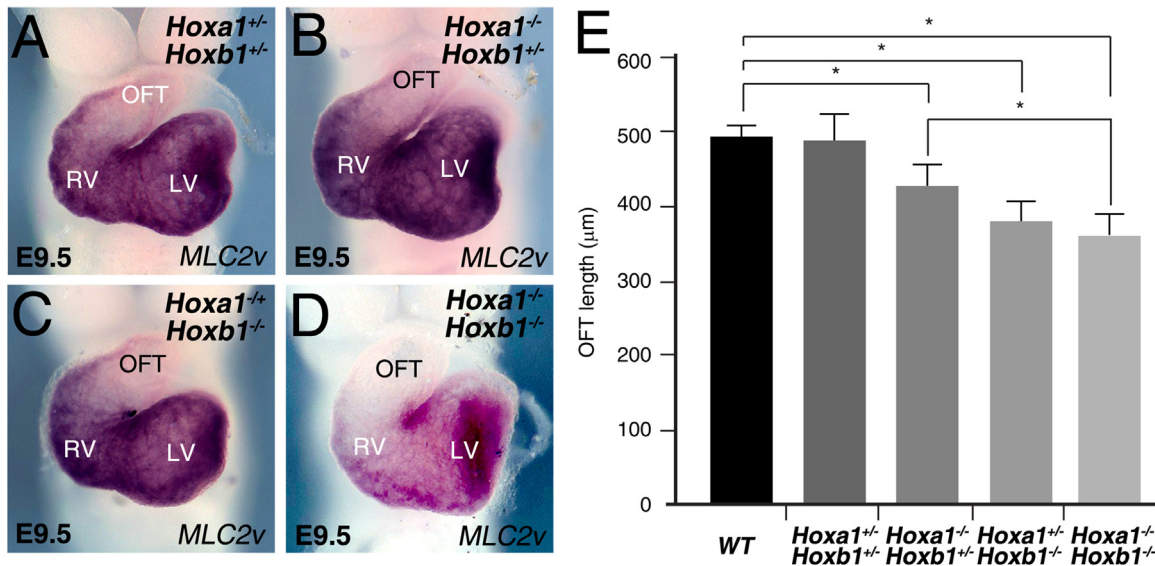 A
Hoxa1+/-
Hoxb1+/-
OFT
RV
LV
E9.5
MLC2v
B
Hoxa1-/-
Hoxb1+/-
OFT
RV
LV
E9.5
MLC2v
C
Hoxa1-/+
Hoxb1-/-
OFT
RV
LV
E9.5
MLC2v
D
Hoxa1-/-
Hoxb1-/-
OFT
RV
LV
E9.5
MLC2v
E
*
*
*
*
600
500
400
300
200
100
0
OFT length (μm)
WT
Hoxa1+/- Hoxa1-/- Hoxa1+/- Hoxa1-/-
Hoxb1+/- Hoxb1+/- Hoxb1-/- Hoxb1-/-